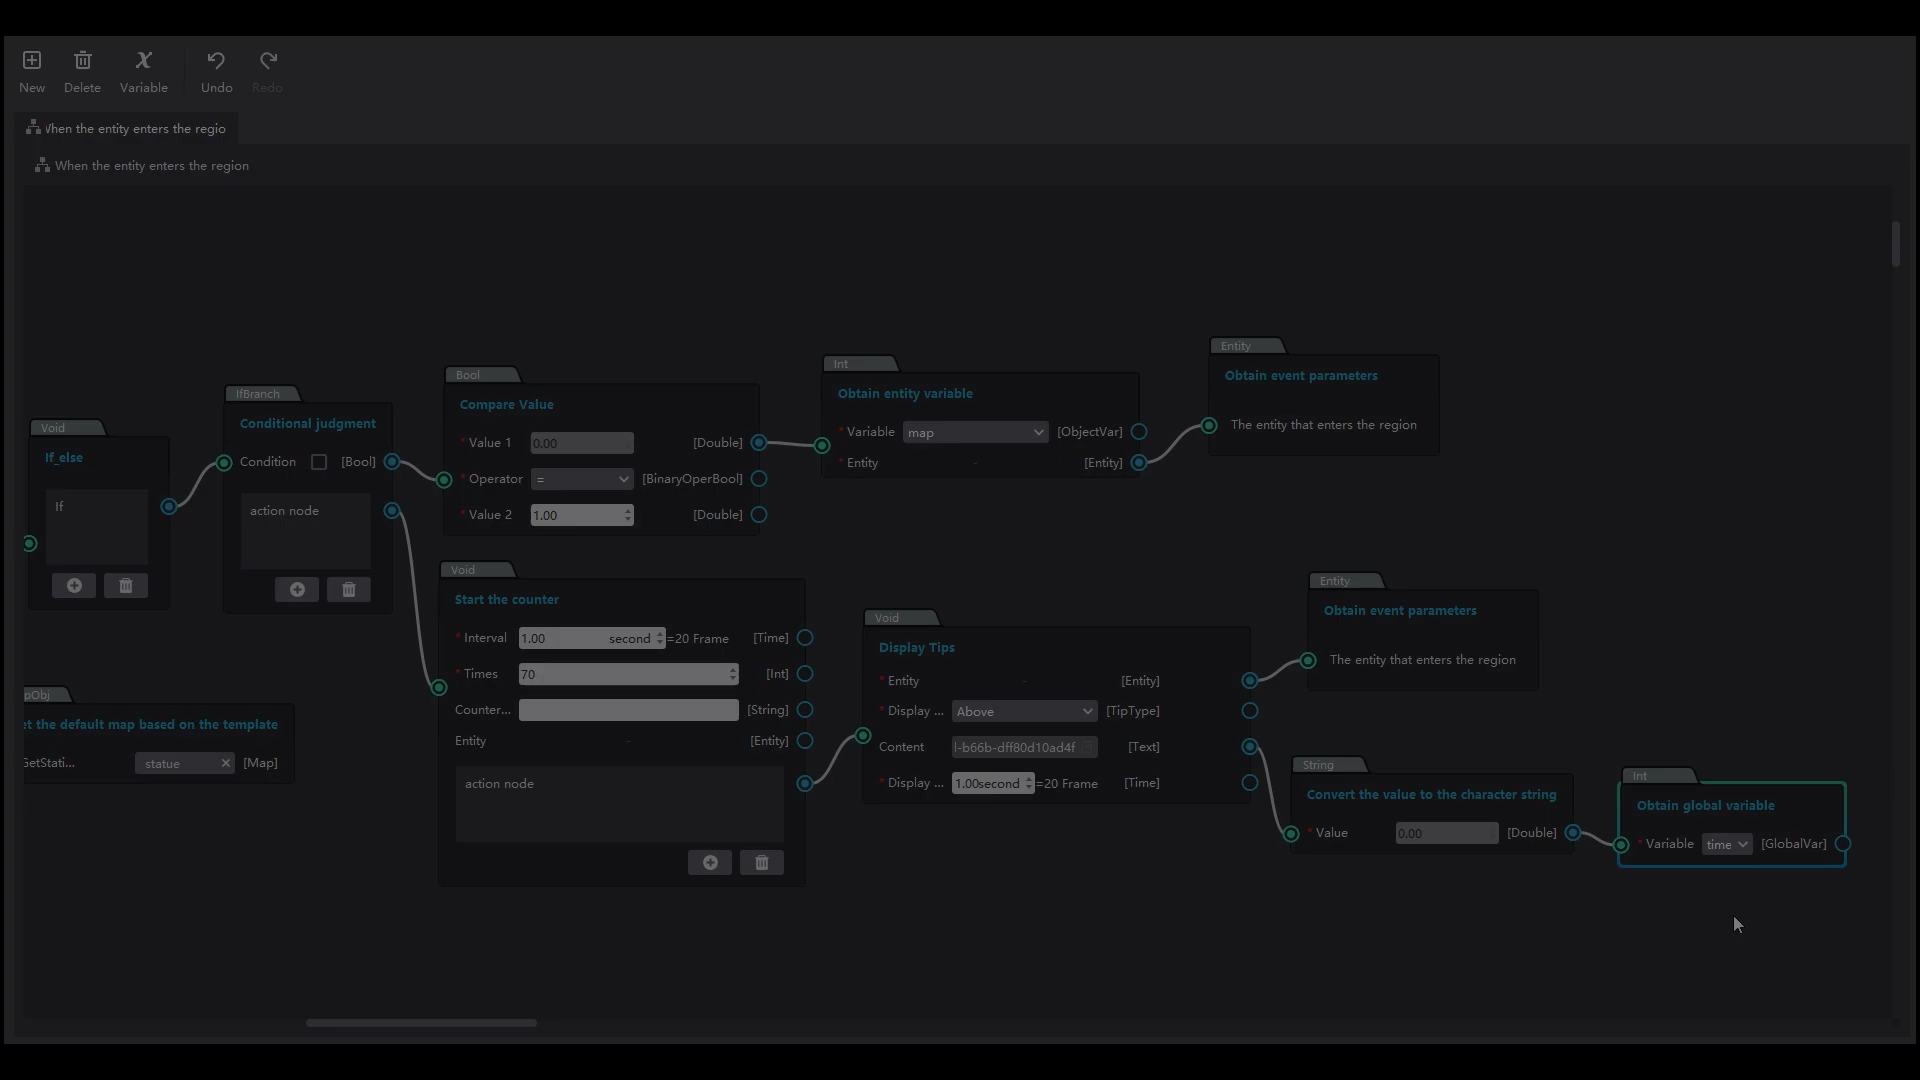 New Delete Variable Undo Redo
When the entity enters the regio
When the entity enters the region
Void
If_else
If
IfBranch
Conditional judgment
* Condition [Bool]
action node
Bool
Compare Value
* Value 1 0.00 [Double]
* Operator = [BinaryOperBool]
* Value 2 1.00 [Double]
Int
Obtain entity variable
* Variable map [ObjectVar]
* Entity - [Entity]
Entity
Obtain event parameters
The entity that enters the region
Void
Start the counter
* Interval 1.00 second =20 Frame [Time]
* Times 70 [Int]
Counter... [String]
Entity - [Entity]
action node
Void
Display Tips
* Entity - [Entity]
* Display ... Above [TipType]
Content l-b66b-dff80d10ad4f [Text]
* Display ... 1.00second =20 Frame [Time]
Entity
Obtain event parameters
The entity that enters the region
String
Convert the value to the character string
* Value 0.00 [Double]
Int
Obtain global variable
* Variable time [GlobalVar]
pObj
et the default map based on the template
GetStati... statue × [Map]